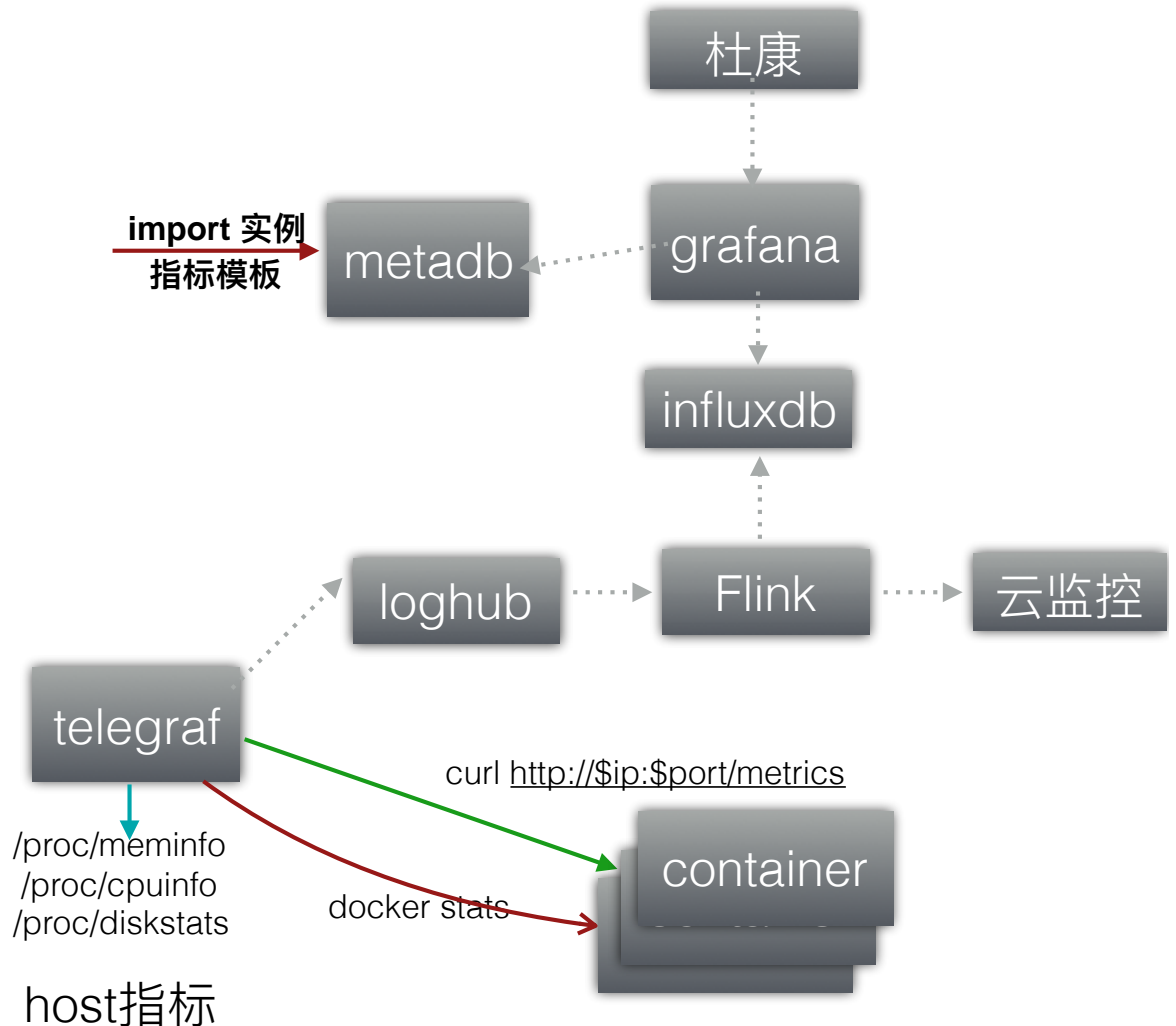 杜康
import 实例
指标模板
metadb
grafana
influxdb
loghub
Flink
云监控
telegraf
curl http://$ip:$port/metrics
/proc/meminfo
/proc/cpuinfo
/proc/diskstats
docker stats
container
host指标